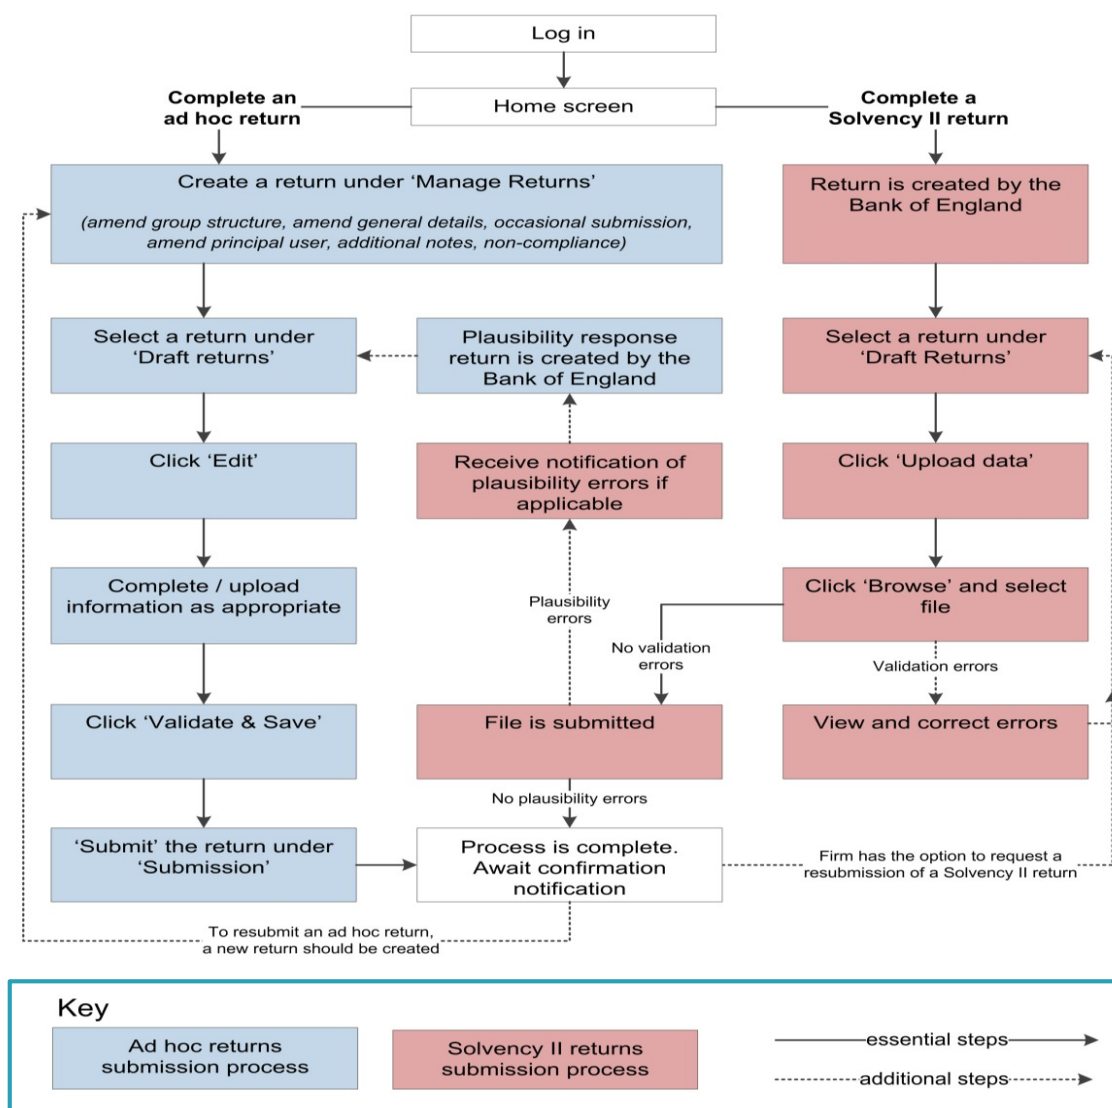 Log in
Home screen
Complete an
ad hoc return
Complete a
Solvency II return
Create a return under ‘Manage Returns’
(amend group structure, amend general details, occasional submission,
amend principal user, additional notes, non-compliance)
Return is created by the
Bank of England
Select a return under
‘Draft returns’
Plausibility response
return is created by the
Bank of England
Select a return under
‘Draft Returns’
Click ‘Edit’
Receive notification of
plausibility errors if
applicable
Click ‘Upload data’
Complete / upload
information as appropriate
Plausibility
errors
Click ‘Browse’ and select
file
No validation
errors
Validation errors
Click ‘Validate & Save’
File is submitted
View and correct errors
No plausibility errors
‘Submit’ the return under
‘Submission’
Process is complete.
Await confirmation
notification
Firm has the option to request a
resubmission of a Solvency II return
To resubmit an ad hoc return,
a new return should be created
Key
Ad hoc returns
submission process
Solvency II returns
submission process
essential steps
additional steps